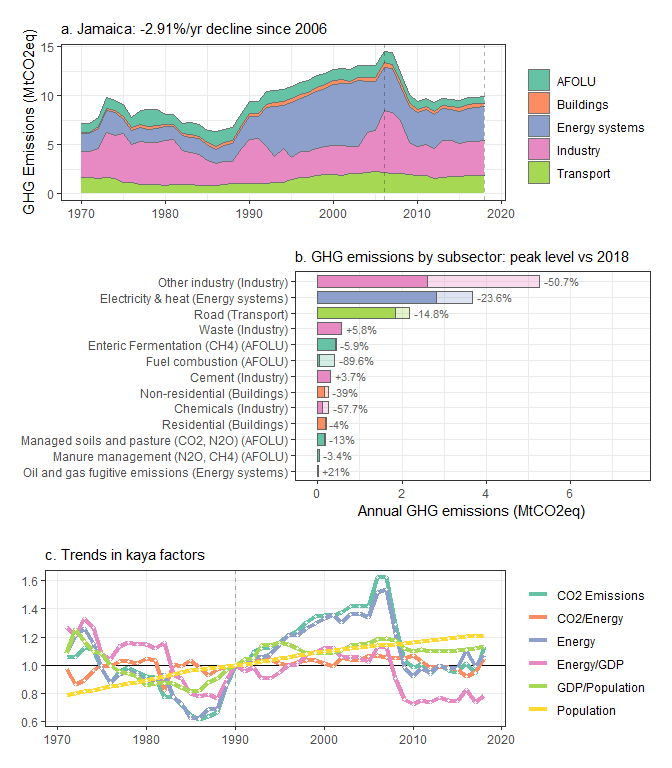 a. Jamaica: -2.91%/yr decline since 2006
GHG Emissions (MtCO2eq)
15
10
5
0
1970
1980
1990
2000
2010
2020
AFOLU
Buildings
Energy systems
Industry
Transport
b. GHG emissions by subsector: peak level vs 2018
Other industry (Industry) -50.7%
Electricity & heat (Energy systems) -23.6%
Road (Transport) -14.8%
Waste (Industry) +5.8%
Enteric Fermentation (CH4) (AFOLU) -5.9%
Fuel combustion (AFOLU) -89.6%
Cement (Industry) +3.7%
Non-residential (Buildings) -39%
Chemicals (Industry) -57.7%
Residential (Buildings) -4%
Managed soils and pasture (CO2, N2O) (AFOLU) -13%
Manure management (N2O, CH4) (AFOLU) -3.4%
Oil and gas fugitive emissions (Energy systems) +21%
0
2
4
6
Annual GHG emissions (MtCO2eq)
c. Trends in kaya factors
1.6
1.4
1.2
1.0
0.8
0.6
1970
1980
1990
2000
2010
2020
CO2 Emissions
CO2/Energy
Energy
Energy/GDP
GDP/Population
Population